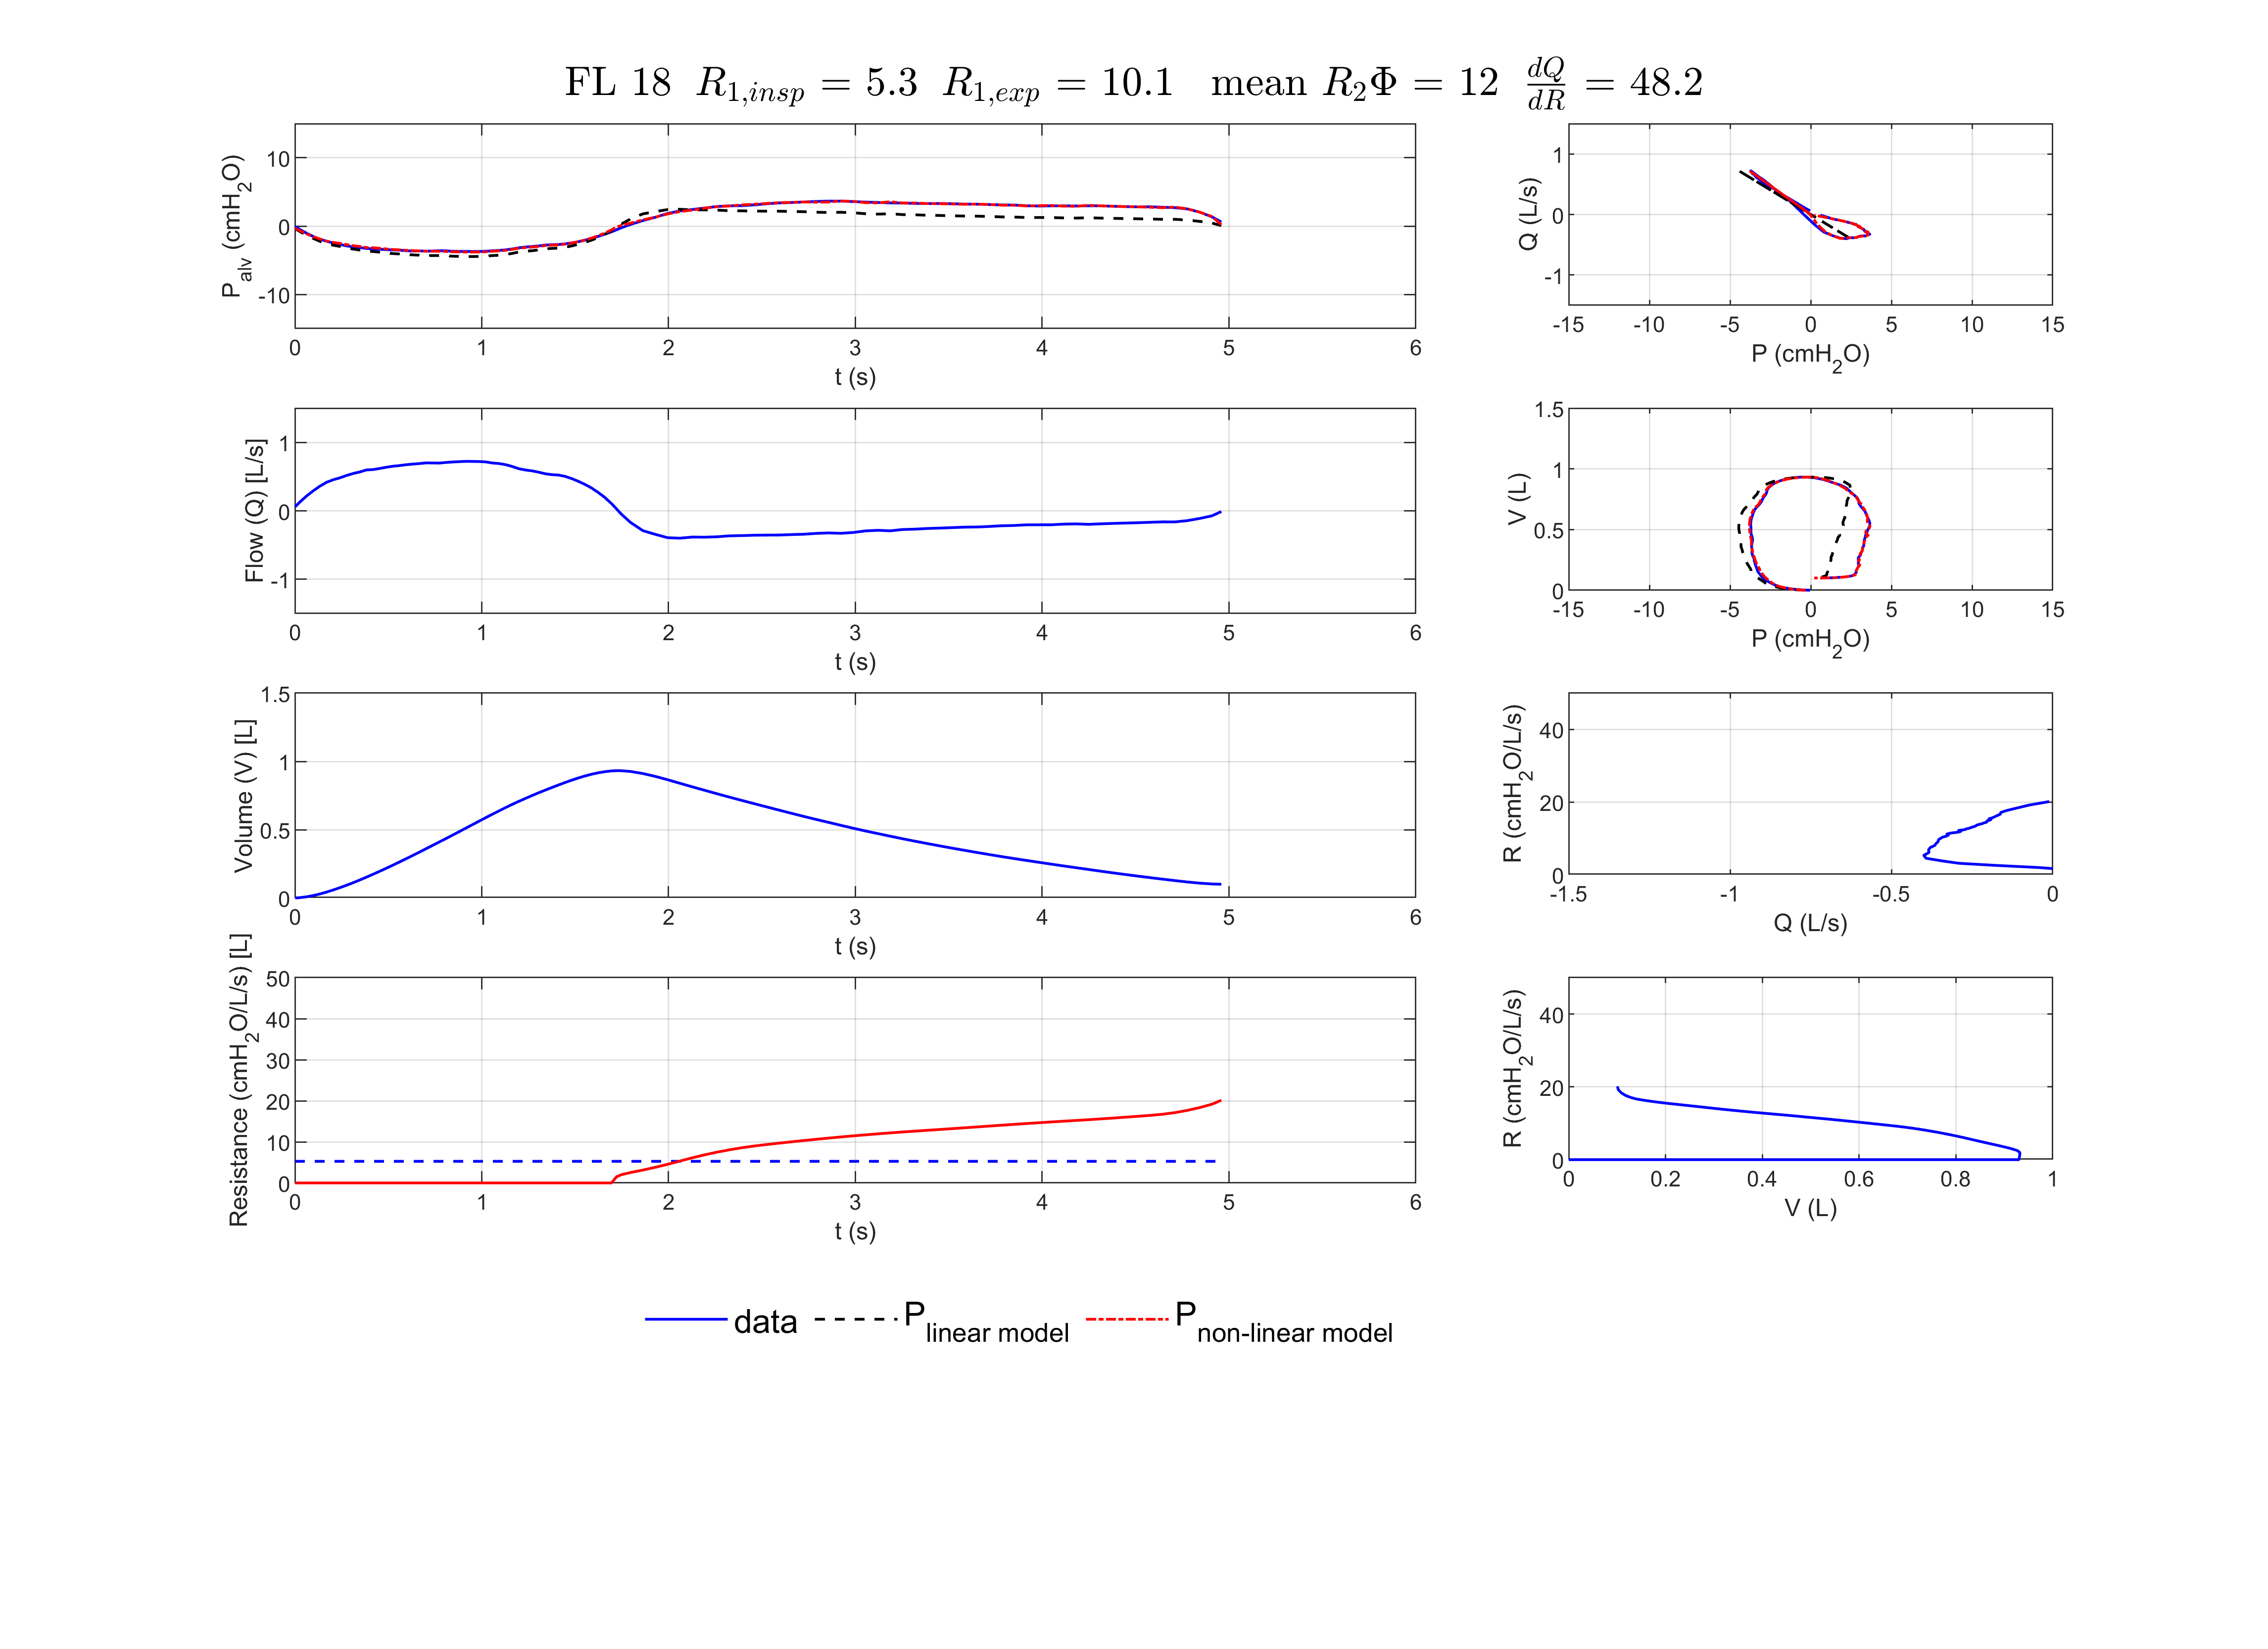 FL 18 R1,insp = 5.3 R1,exp = 10.1 mean R2Φ = 12 dQ/dR = 48.2
Palv (cmH2O)
10
0
-10
0 1 2 3 4 5 6
t (s)
Q (L/s)
1
0
-1
-15 -10 -5 0 5 10 15
P (cmH2O)
Flow (Q) [L/s]
1
0
-1
0 1 2 3 4 5 6
t (s)
V (L)
1.5
1
0.5
0
-15 -10 -5 0 5 10 15
P (cmH2O)
Volume (V) [L]
1.5
1
0.5
0
0 1 2 3 4 5 6
t (s)
R (cmH2O/L/s)
40
20
0
-1.5 -1 -0.5 0
Q (L/s)
Resistance (cmH2O/L/s) [L]
50
40
30
20
10
0
0 1 2 3 4 5 6
t (s)
R (cmH2O/L/s)
40
20
0
0 0.2 0.4 0.6 0.8 1
V (L)
data Plinear model Pnon-linear model